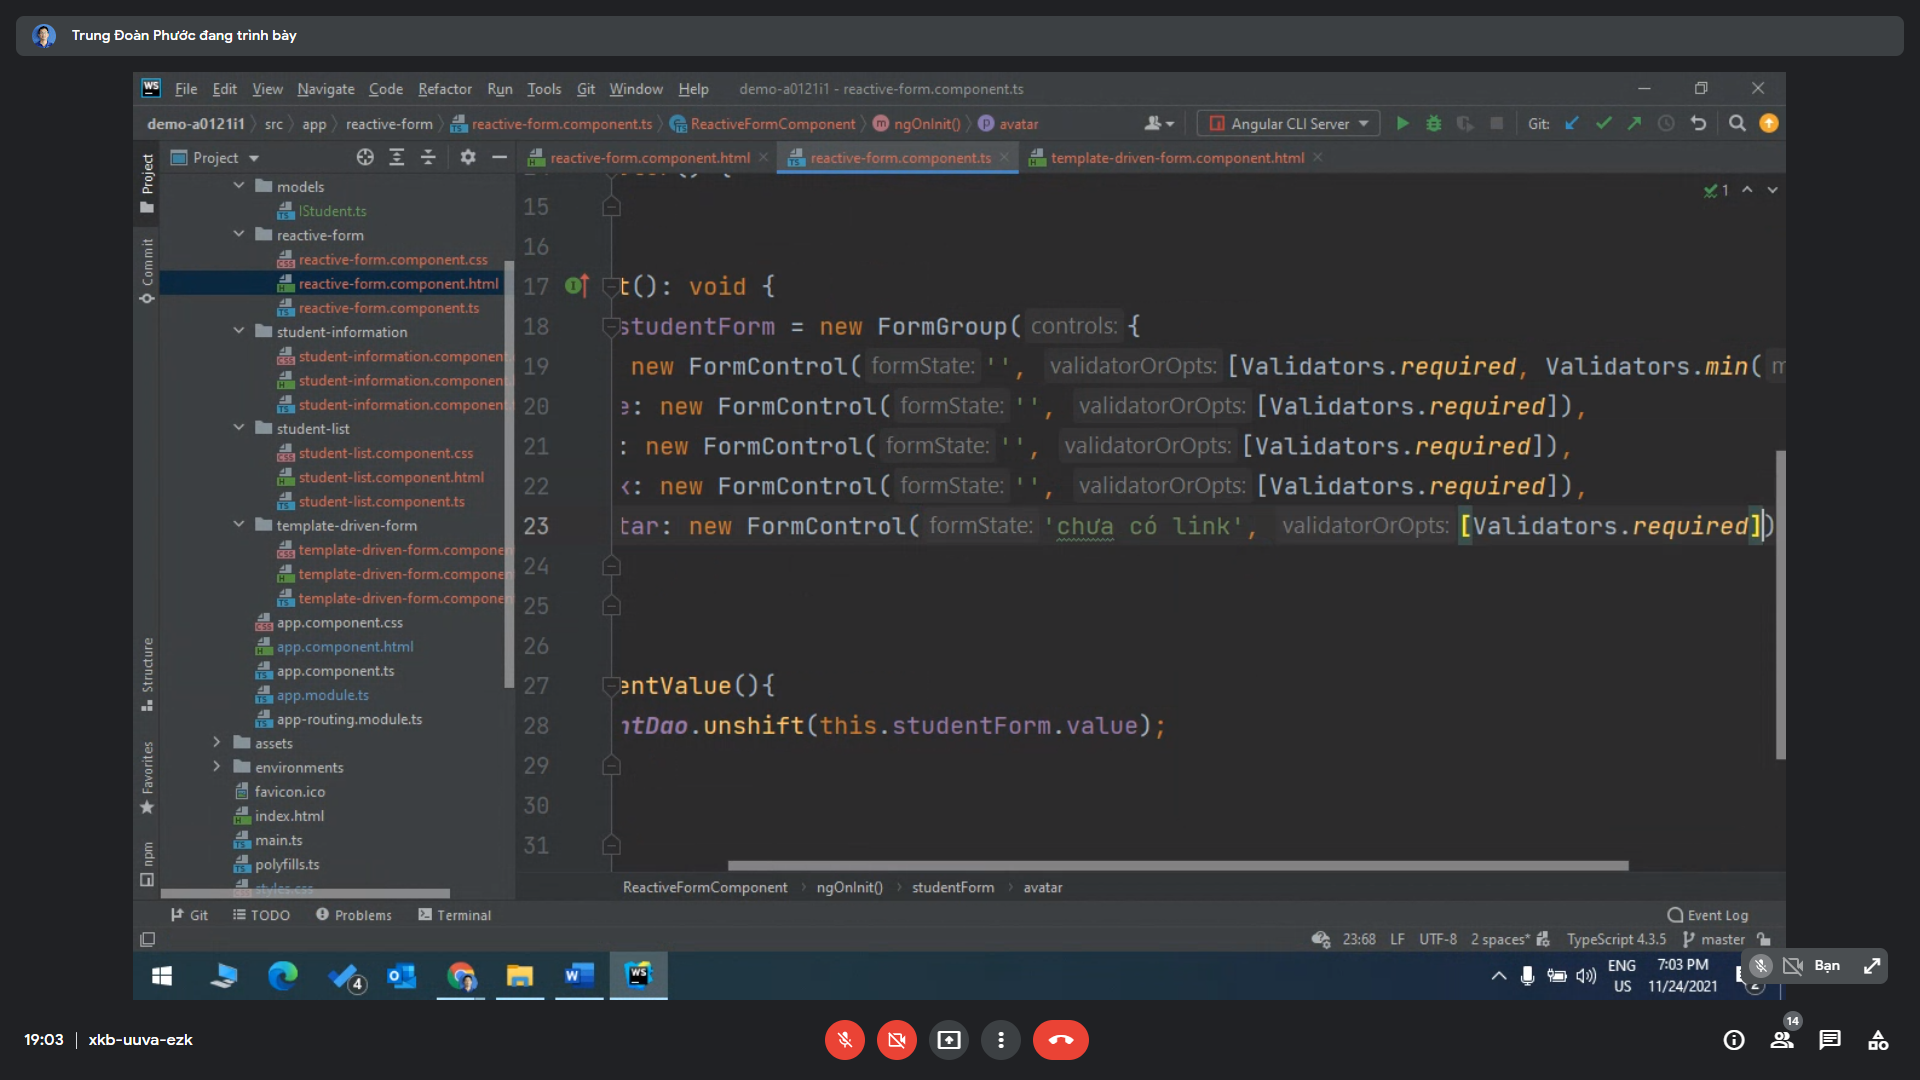 Trung Đoàn Phước đang trình bày
WS File Edit View Navigate Code Refactor Run Tools Git Window Help demo-a0121i1 - reactive-form.component.ts
demo-a0121i1 src app reactive-form reactive-form.component.ts ReactiveFormComponent ngOnInit() avatar Angular CLI Server Git:
Project reactive-form.component.html reactive-form.component.ts template-driven-form.component.html
Project
Commit
Structure
Favorites
npm
models
IStudent.ts
reactive-form
reactive-form.component.css
reactive-form.component.html
reactive-form.component.ts
student-information
student-information.component.
student-information.component.
student-information.component.
student-list
student-list.component.css
student-list.component.html
student-list.component.ts
template-driven-form
template-driven-form.component
template-driven-form.component
template-driven-form.component
app.component.css
app.component.html
app.component.ts
app.module.ts
app-routing.module.ts
assets
environments
favicon.ico
index.html
main.ts
polyfills.ts
styles.css
1
15
16
17 t(): void {
18 studentForm = new FormGroup( controls: {
19 new FormControl( formState: '', validatorOrOpts: [Validators.required, Validators.min( m
20 e: new FormControl( formState: '', validatorOrOpts: [Validators.required]),
21 : new FormControl( formState: '', validatorOrOpts: [Validators.required]),
22 x: new FormControl( formState: '', validatorOrOpts: [Validators.required]),
23 tar: new FormControl( formState: 'chưa có link', validatorOrOpts: [Validators.required])
24
25
26
27 entValue(){
28 ntDao.unshift(this.studentForm.value);
29
30
31
ReactiveFormComponent ngOnInit() studentForm avatar
Git TODO Problems Terminal Event Log
23:68 LF UTF-8 2 spaces* TypeScript 4.3.5 master
4 WS ENG US 7:03 PM 11/24/2021 2
Bạn
19:03 xkb-uuva-ezk
14